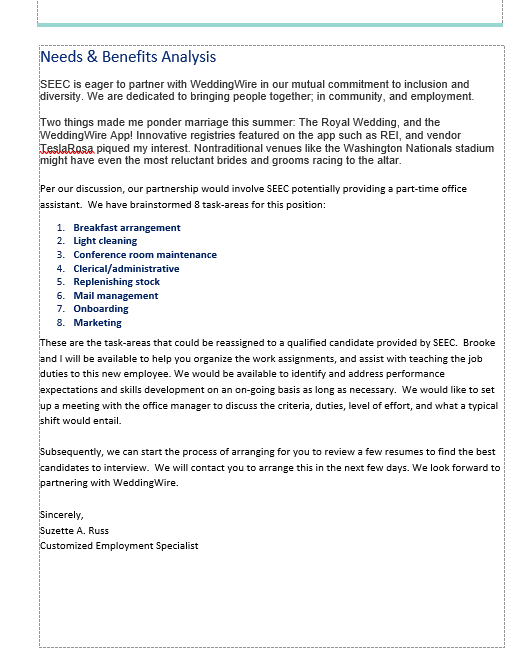 Needs & Benefits Analysis
SEEC is eager to partner with WeddingWire in our mutual commitment to inclusion and
diversity. We are dedicated to bringing people together; in community, and employment.
Two things made me ponder marriage this summer: The Royal Wedding, and the
WeddingWire App! Innovative registries featured on the app such as REI, and vendor
TeslaRosa piqued my interest. Nontraditional venues like the Washington Nationals stadium
might have even the most reluctant brides and grooms racing to the altar.
Per our discussion, our partnership would involve SEEC potentially providing a part-time office
assistant. We have brainstormed 8 task-areas for this position:
1. Breakfast arrangement
2. Light cleaning
3. Conference room maintenance
4. Clerical/administrative
5. Replenishing stock
6. Mail management
7. Onboarding
8. Marketing
These are the task-areas that could be reassigned to a qualified candidate provided by SEEC. Brooke
and I will be available to help you organize the work assignments, and assist with teaching the job
duties to this new employee. We would be available to identify and address performance
expectations and skills development on an on-going basis as long as necessary. We would like to set
up a meeting with the office manager to discuss the criteria, duties, level of effort, and what a typical
shift would entail.
Subsequently, we can start the process of arranging for you to review a few resumes to find the best
candidates to interview. We will contact you to arrange this in the next few days. We look forward to
partnering with WeddingWire.
Sincerely,
Suzette A. Russ
Customized Employment Specialist